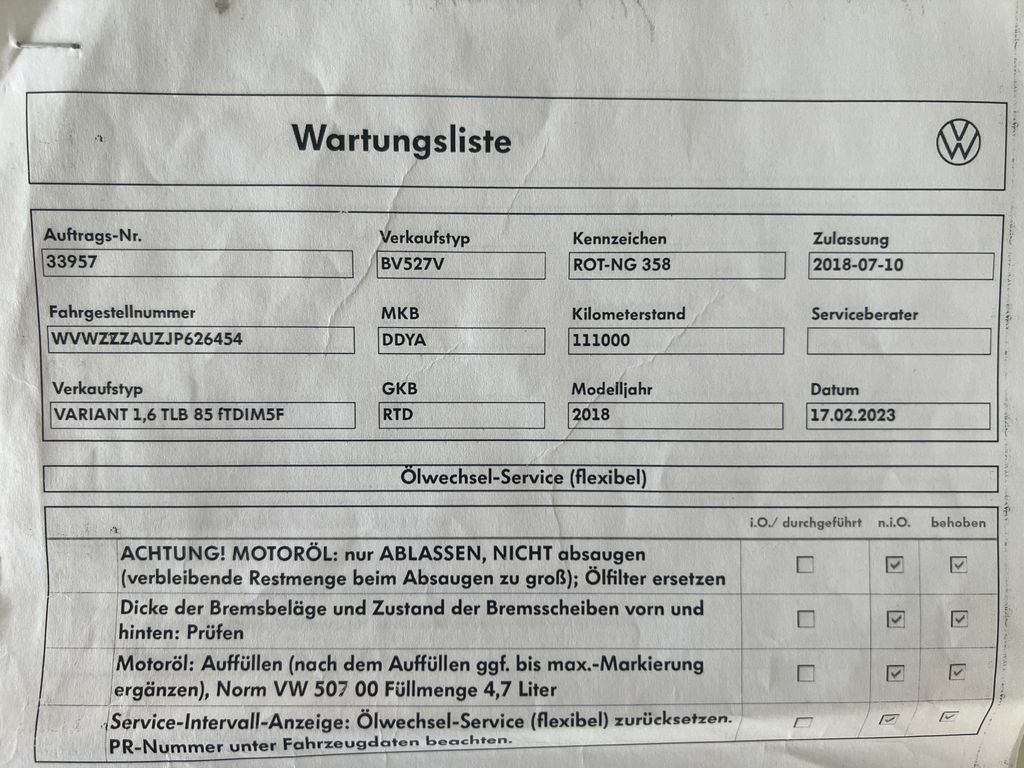 Wartungsliste
Auftrags-Nr. Verkaufstyp Kennzeichen Zulassung
33957 BV527V ROT-NG 358 2018-07-10
Fahrgestellnummer MKB Kilometerstand Serviceberater
WVWZZZAUZJP626454 DDYA 111000
Verkaufstyp GKB Modelljahr Datum
VARIANT 1,6 TLB 85 fTDIM5F RTD 2018 17.02.2023
Ölwechsel-Service (flexibel)
i.O./ durchgeführt n.i.O. behoben
ACHTUNG! MOTORÖL: nur ABLASSEN, NICHT absaugen
(verbleibende Restmenge beim Absaugen zu groß); Ölfilter ersetzen
Dicke der Bremsbeläge und Zustand der Bremsscheiben vorn und
hinten: Prüfen
Motoröl: Auffüllen (nach dem Auffüllen ggf. bis max.-Markierung
ergänzen), Norm VW 507 00 Füllmenge 4,7 Liter
Service-Intervall-Anzeige: Ölwechsel-Service (flexibel) zurücksetzen.
PR-Nummer unter Fahrzeugdaten beachten.